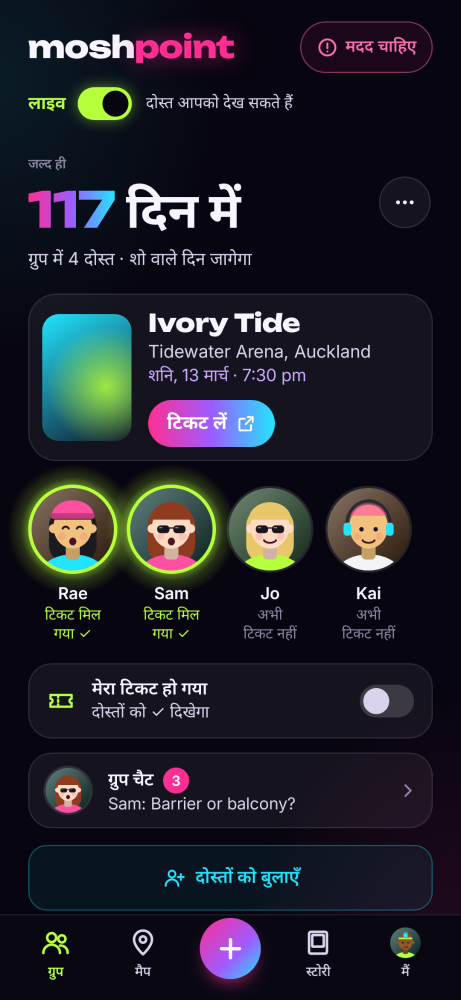 moshpoint
मदद चाहिए
लाइव
दोस्त आपको देख सकते हैं
जल्द ही
117 दिन में
ग्रुप में 4 दोस्त · शो वाले दिन जागेगा
Ivory Tide
Tidewater Arena, Auckland
शनि, 13 मार्च · 7:30 pm
टिकट लें
Rae
टिकट मिल
गया ✓
Sam
टिकट मिल
गया ✓
Jo
अभी
टिकट नहीं
Kai
अभी
टिकट नहीं
मेरा टिकट हो गया
दोस्तों को ✓ दिखेगा
ग्रुप चैट 3
Sam: Barrier or balcony?
दोस्तों को बुलाएँ
ग्रुप
मैप
स्टोरी
मैं